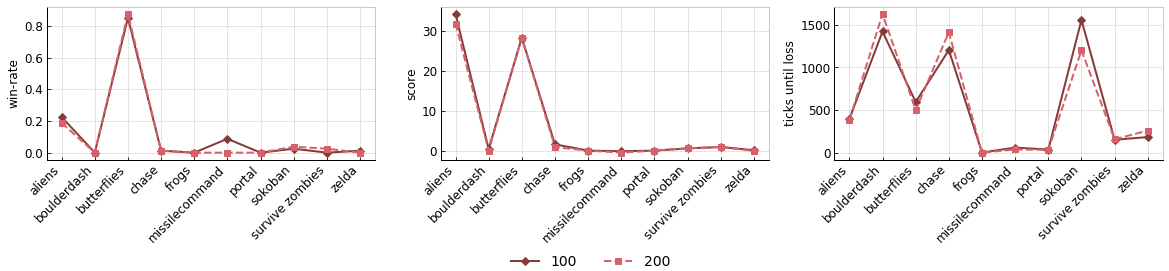 win-rate
0.8
0.6
0.4
0.2
0.0
aliens
boulderdash
butterflies
chase
frogs
missilecommand
portal
sokoban
survive zombies
zelda
score
30
20
10
0
aliens
boulderdash
butterflies
chase
frogs
missilecommand
portal
sokoban
survive zombies
zelda
ticks until loss
1500
1000
500
0
aliens
boulderdash
butterflies
chase
frogs
missilecommand
portal
sokoban
survive zombies
zelda
100
200